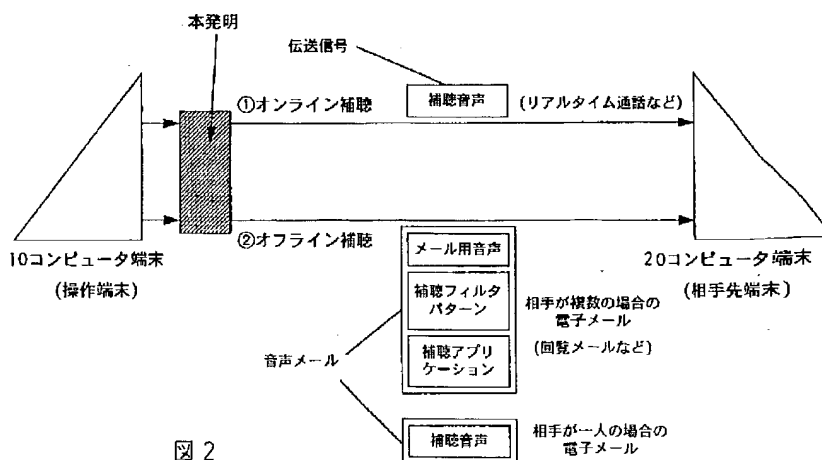 本発明
伝送信号
①オンライン補聴
補聴音声
(リアルタイム通話など)
②オフライン補聴
10コンピュータ端末
(操作端末)
20コンピュータ端末
(相手先端末)
メール用音声
補聴フィルタ
パターン
補聴アプリ
ケーション
相手が複数の場合の
電子メール
(回覧メールなど)
音声メール
補聴音声
相手が一人の場合の
電子メール
図2